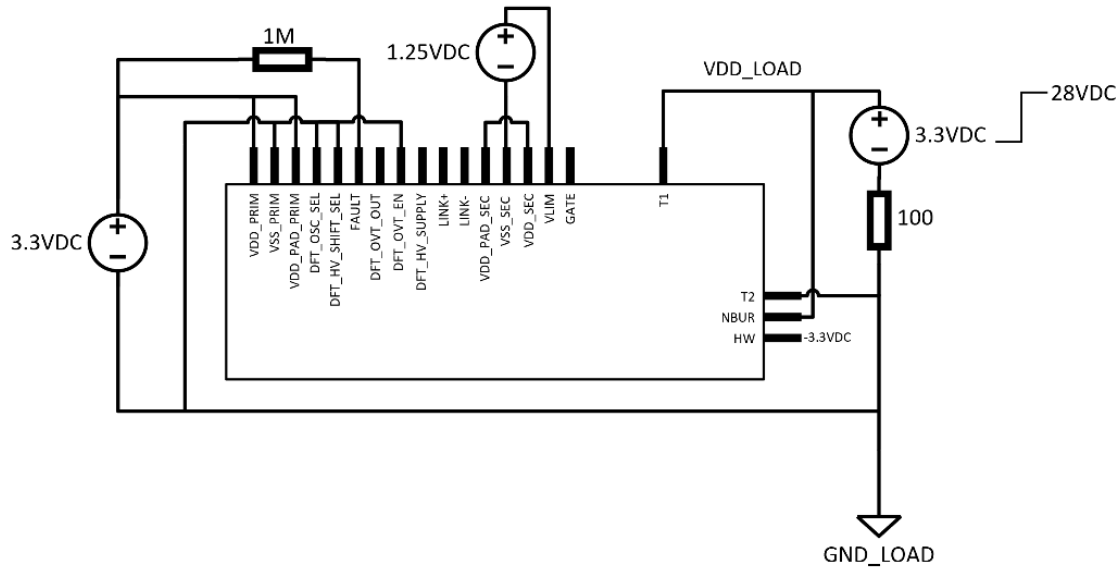 1M
1.25VDC
VDD_LOAD
28VDC
3.3VDC
3.3VDC
100
VDD_PRIM
VSS_PRIM
VDD_PAD_PRIM
DFT_OSC_SEL
DFT_HV_SHIFT_SEL
FAULT
DFT_OVT_OUT
DFT_OVT_EN
DFT_HV_SUPPLY
LINK+
LINK-
VDD_PAD_SEC
VSS_SEC
VDD_SEC
VLIM
GATE
T1
T2
NBUR
HW
-3.3VDC
GND_LOAD